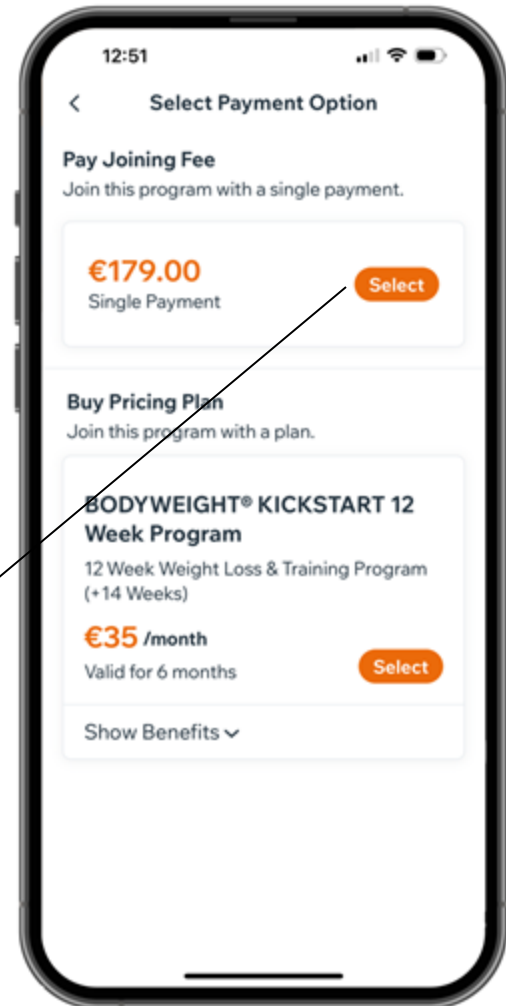 12:51
Select Payment Option
Pay Joining Fee
Join this program with a single payment.
€179.00
Select
Single Payment
Buy Pricing Plan
Join this program with a plan.
BODYWEIGHT® KICKSTART 12
Week Program
12 Week Weight Loss & Training Program
(+14 Weeks)
€35 /month
Valid for 6 months
Select
Show Benefits